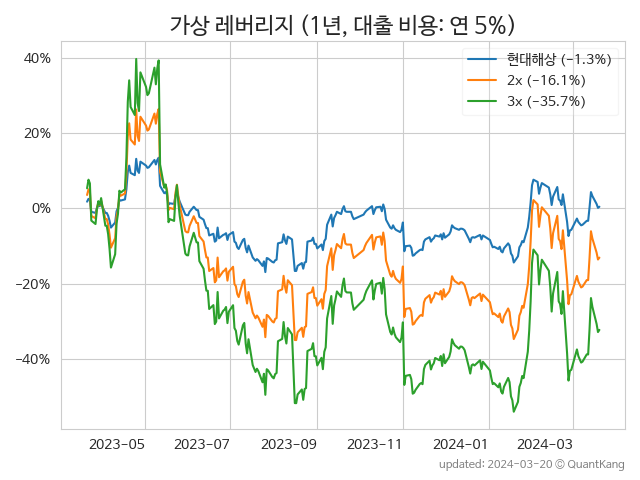 가상 레버리지 (1년, 대출 비용: 연 5%)
현대해상 (−1.3%)
2x (−16.1%)
3x (−35.7%)
40%
20%
0%
−20%
−40%
2023-05
2023-07
2023-09
2023-11
2024-01
2024-03
updated: 2024-03-20 © QuantKang